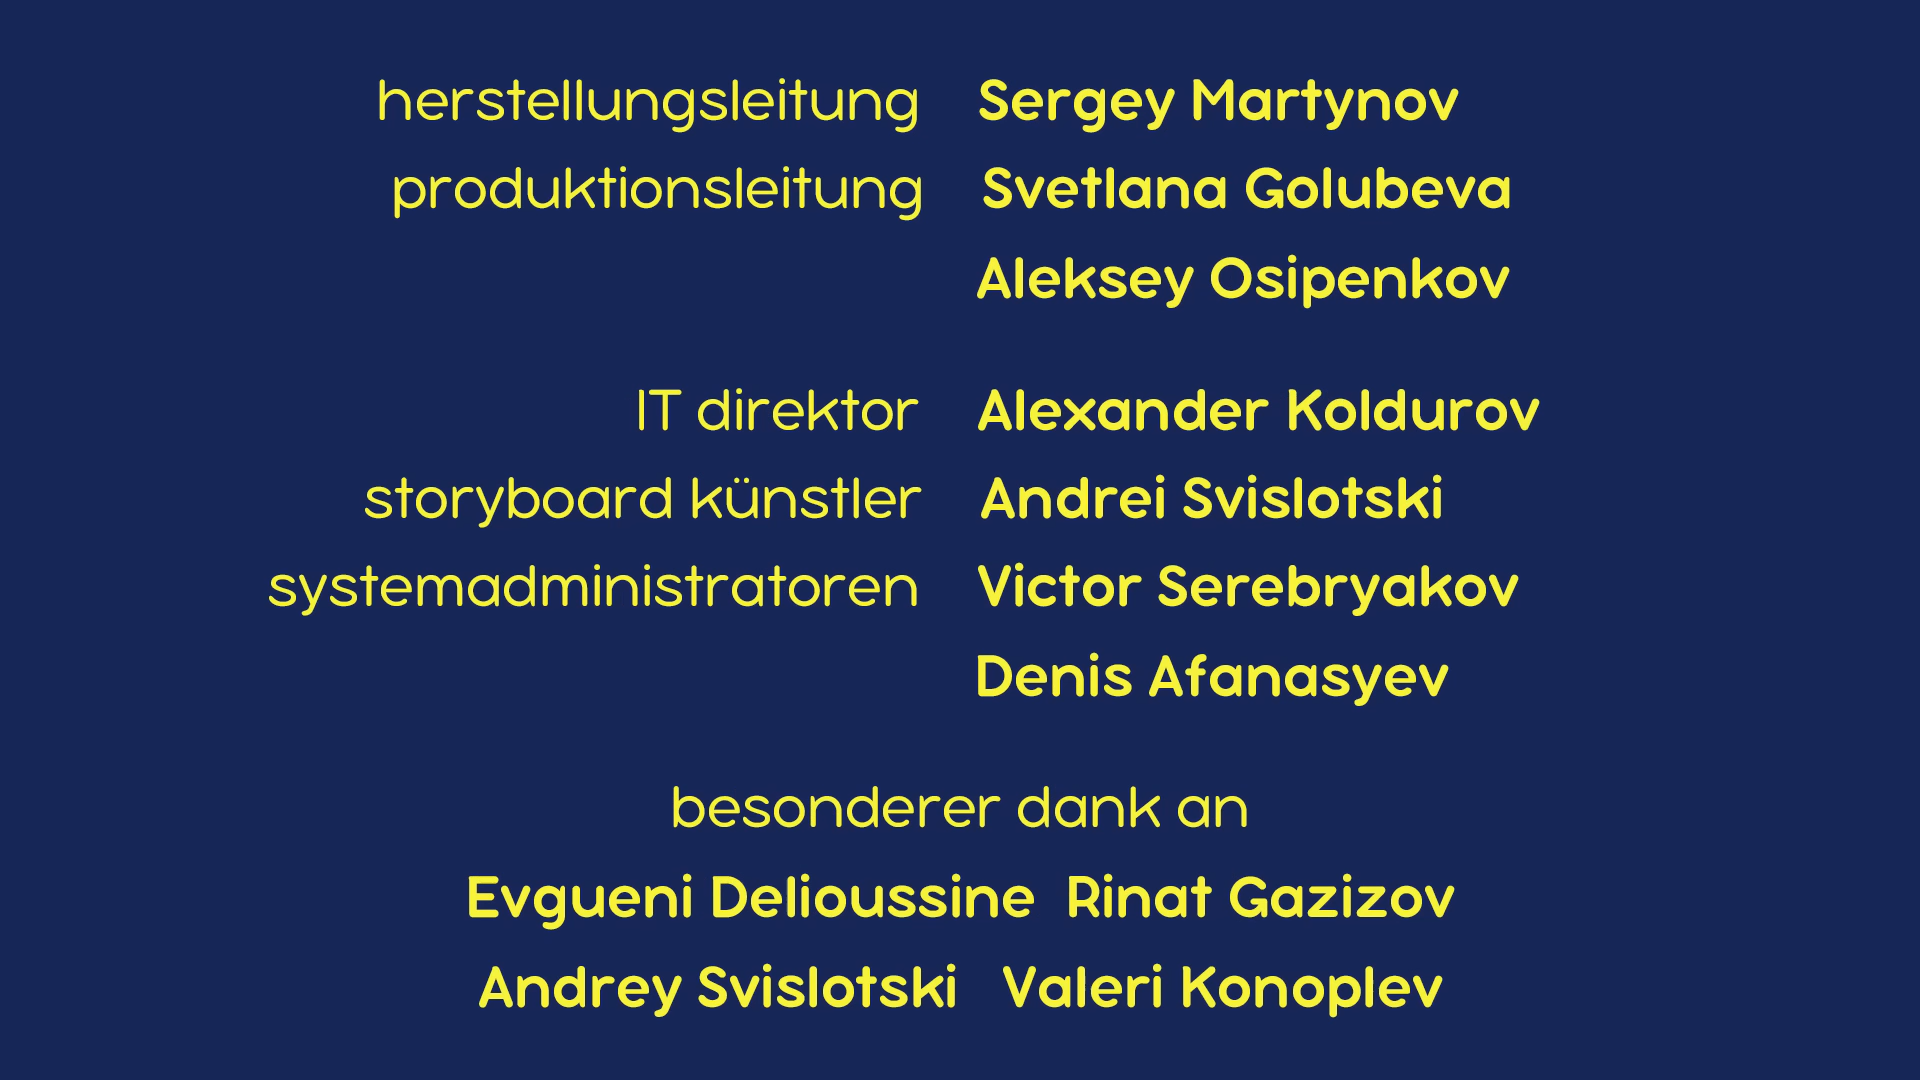 herstellungsleitung Sergey Martynov
produktionsleitung Svetlana Golubeva
Aleksey Osipenkov
IT direktor Alexander Koldurov
storyboard künstler Andrei Svislotski
systemadministratoren Victor Serebryakov
Denis Afanasyev
besonderer dank an
Evgueni Delioussine Rinat Gazizov
Andrey Svislotski Valeri Konoplev